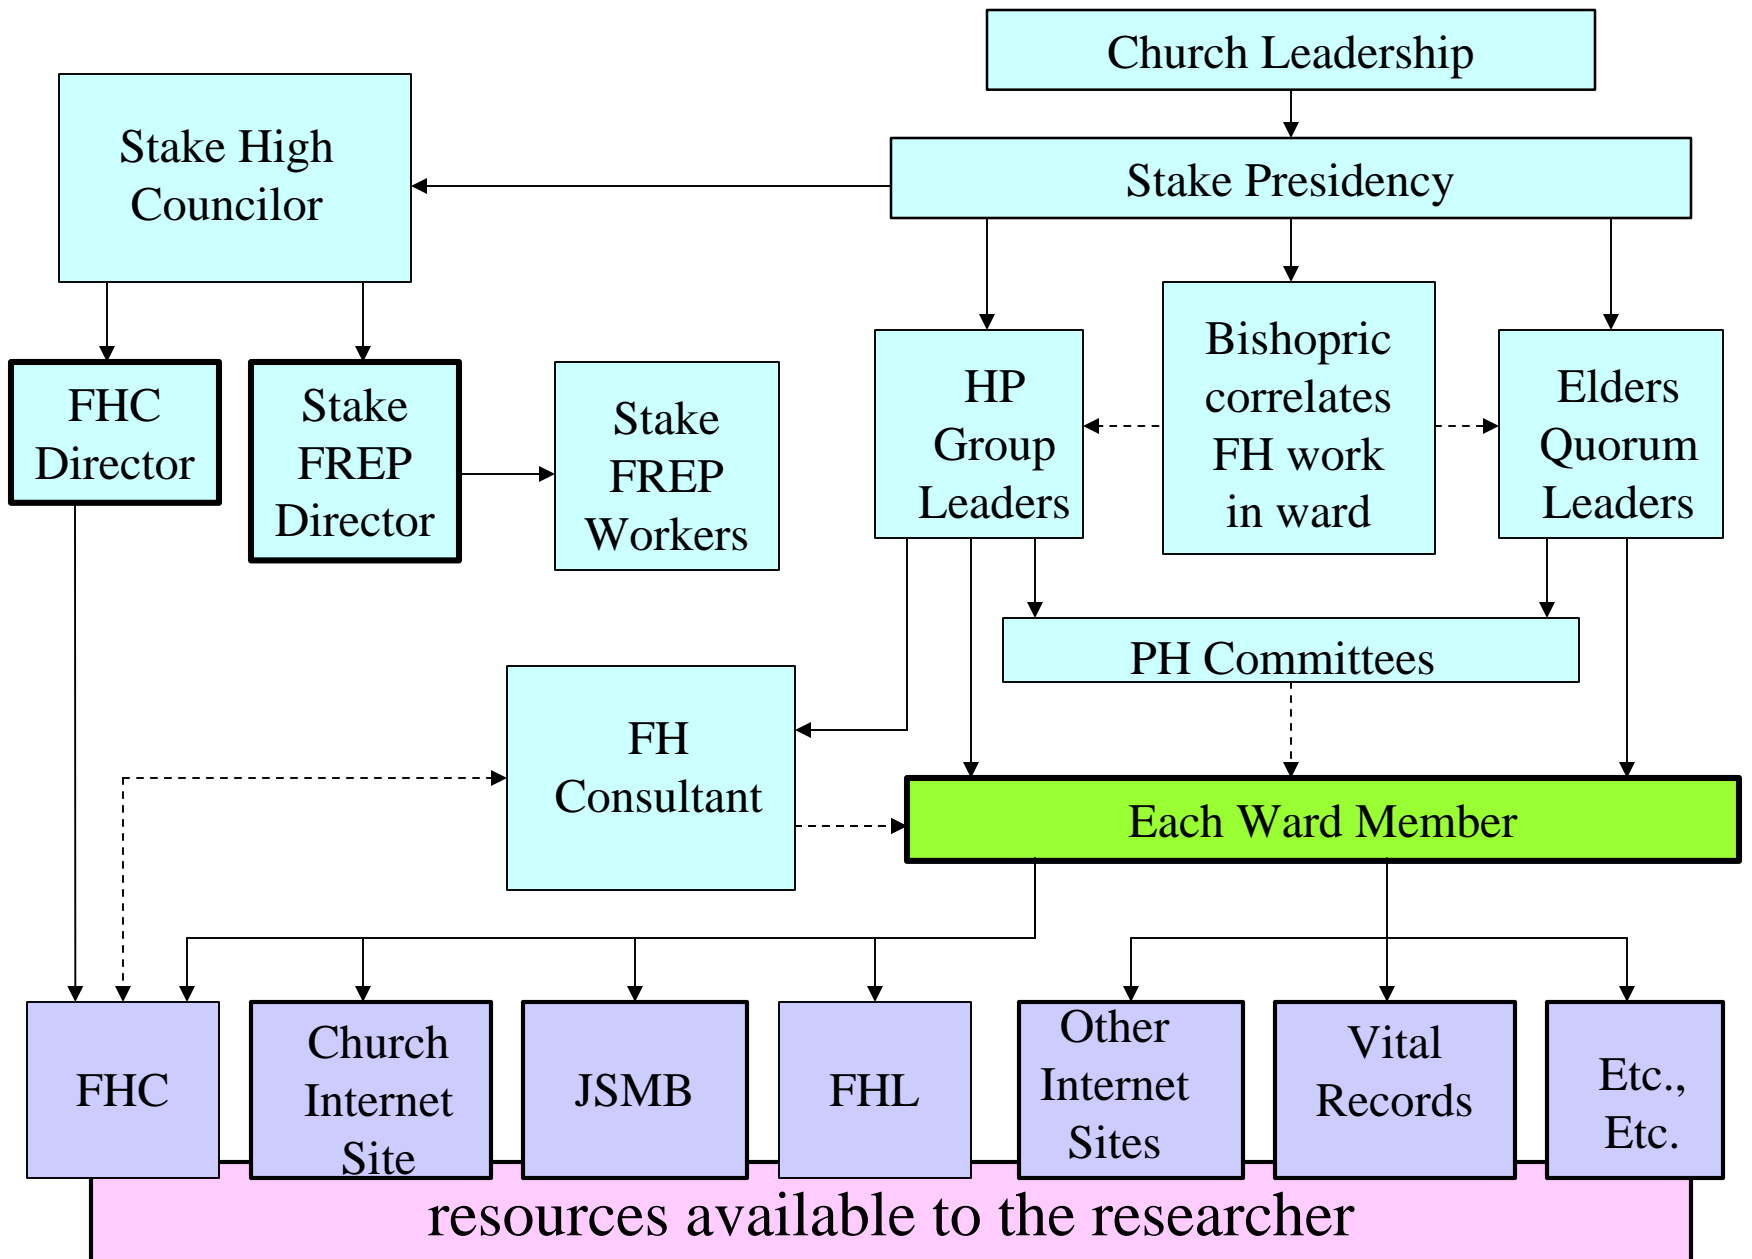 Church Leadership
Stake High
Councilor
Stake Presidency
FHC
Director
Stake
FREP
Director
Stake
FREP
Workers
HP
Group
Leaders
Bishopric
correlates
FH work
in ward
Elders
Quorum
Leaders
PH Committees
FH
Consultant
Each Ward Member
FHC
Church
Internet
Site
JSMB
FHL
Other
Internet
Sites
Vital
Records
Etc.,
Etc.
resources available to the researcher